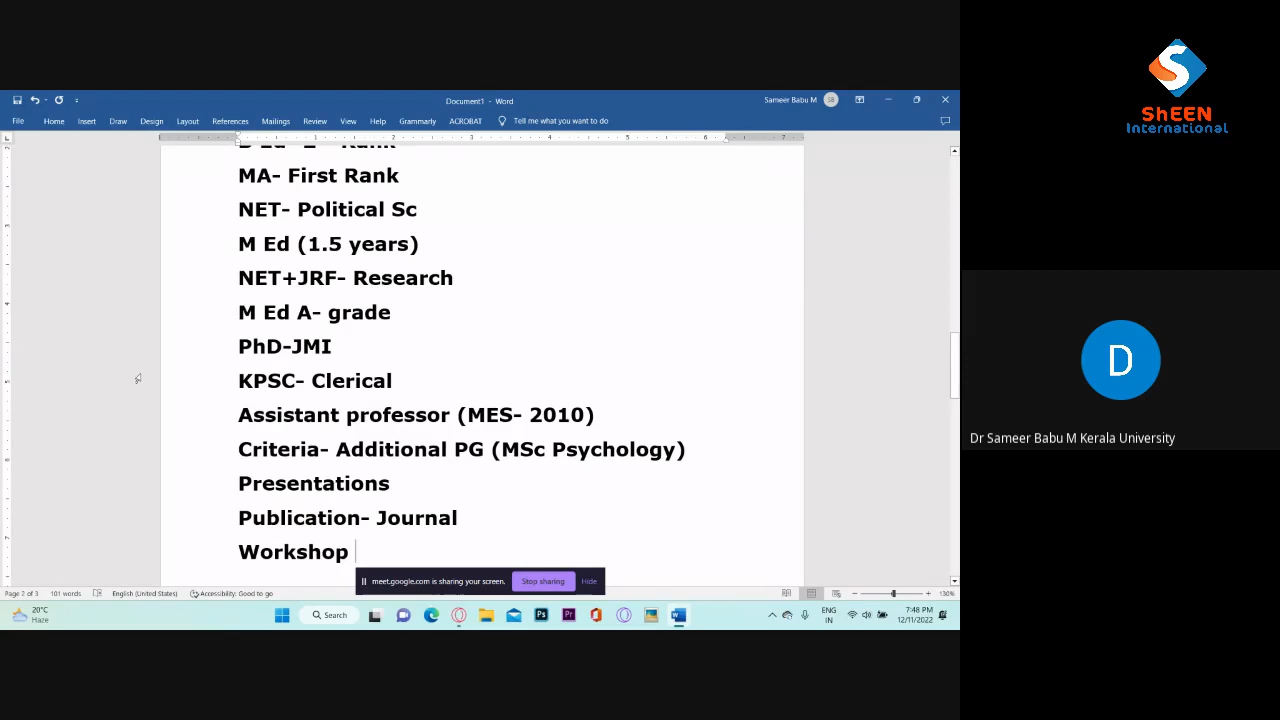 Document1 - Word
Sameer Babu M
SB
File Home Insert Draw Design Layout References Mailings Review View Help Grammarly ACROBAT Tell me what you want to do
MA- First Rank
NET- Political Sc
M Ed (1.5 years)
NET+JRF- Research
M Ed A- grade
PhD-JMI
KPSC- Clerical
Assistant professor (MES- 2010)
Criteria- Additional PG (MSc Psychology)
Presentations
Publication- Journal
Workshop
meet.google.com is sharing your screen. Stop sharing Hide
Page 2 of 3 101 words English (United States) Accessibility: Good to go 130%
20°C
Haze
Search
ENG
IN
7:48 PM
12/11/2022
S
ShEEN
International
D
Dr Sameer Babu M Kerala University